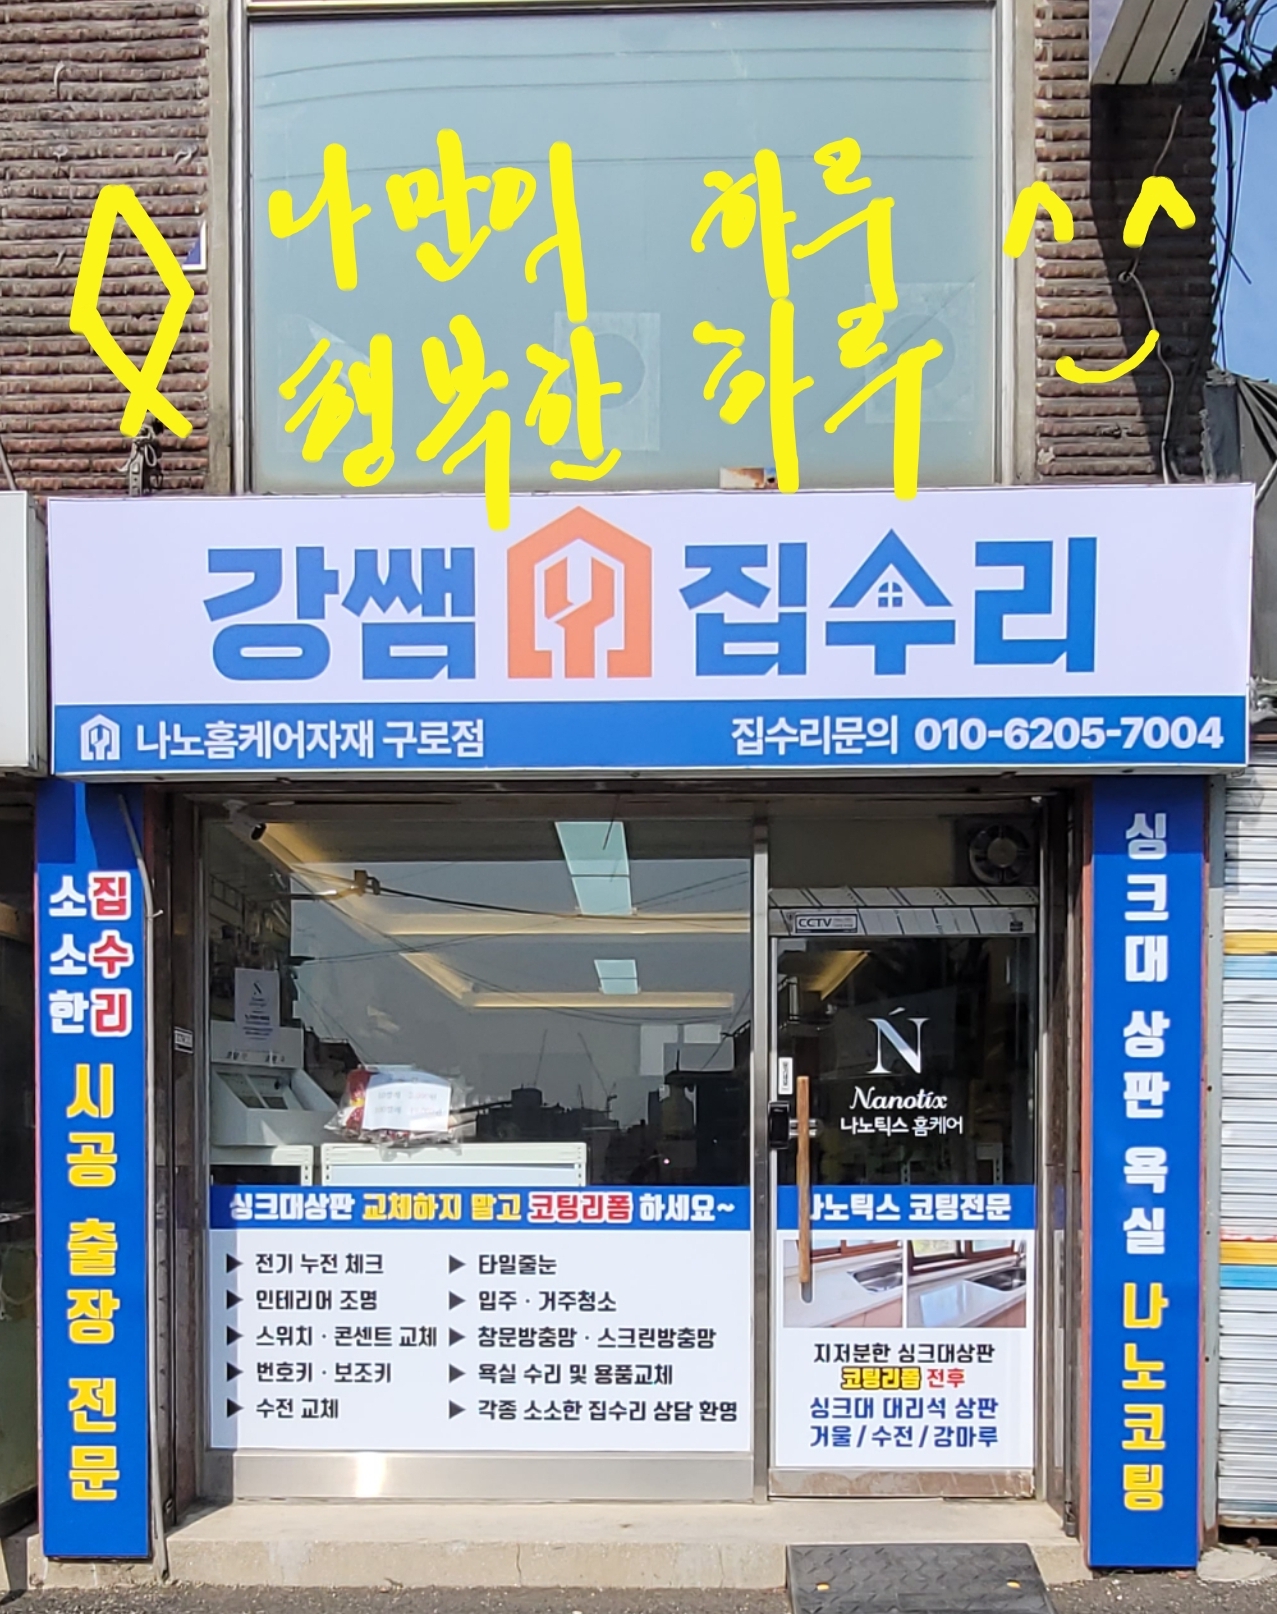 나만의 하루
행복한 하루
강쌤 집수리
나노홈케어자재 구로점 집수리문의 010-6205-7004
소소한 집수리 시공 출장 전문
CCTV
N
Nanotix
나노틱스 홈케어
싱크대상판 교체하지 말고 코팅리폼 하세요~
▶ 전기 누전 체크
▶ 인테리어 조명
▶ 스위치 · 콘센트 교체
▶ 번호키 · 보조키
▶ 수전 교체
▶ 타일줄눈
▶ 입주 · 거주청소
▶ 창문방충망 · 스크린방충망
▶ 욕실 수리 및 용품교체
▶ 각종 소소한 집수리 상담 환영
나노틱스 코팅전문
지저분한 싱크대상판
코팅리폼 전후
싱크대 대리석 상판
거울 / 수전 / 강마루
싱크대 상판 욕실 나노코팅